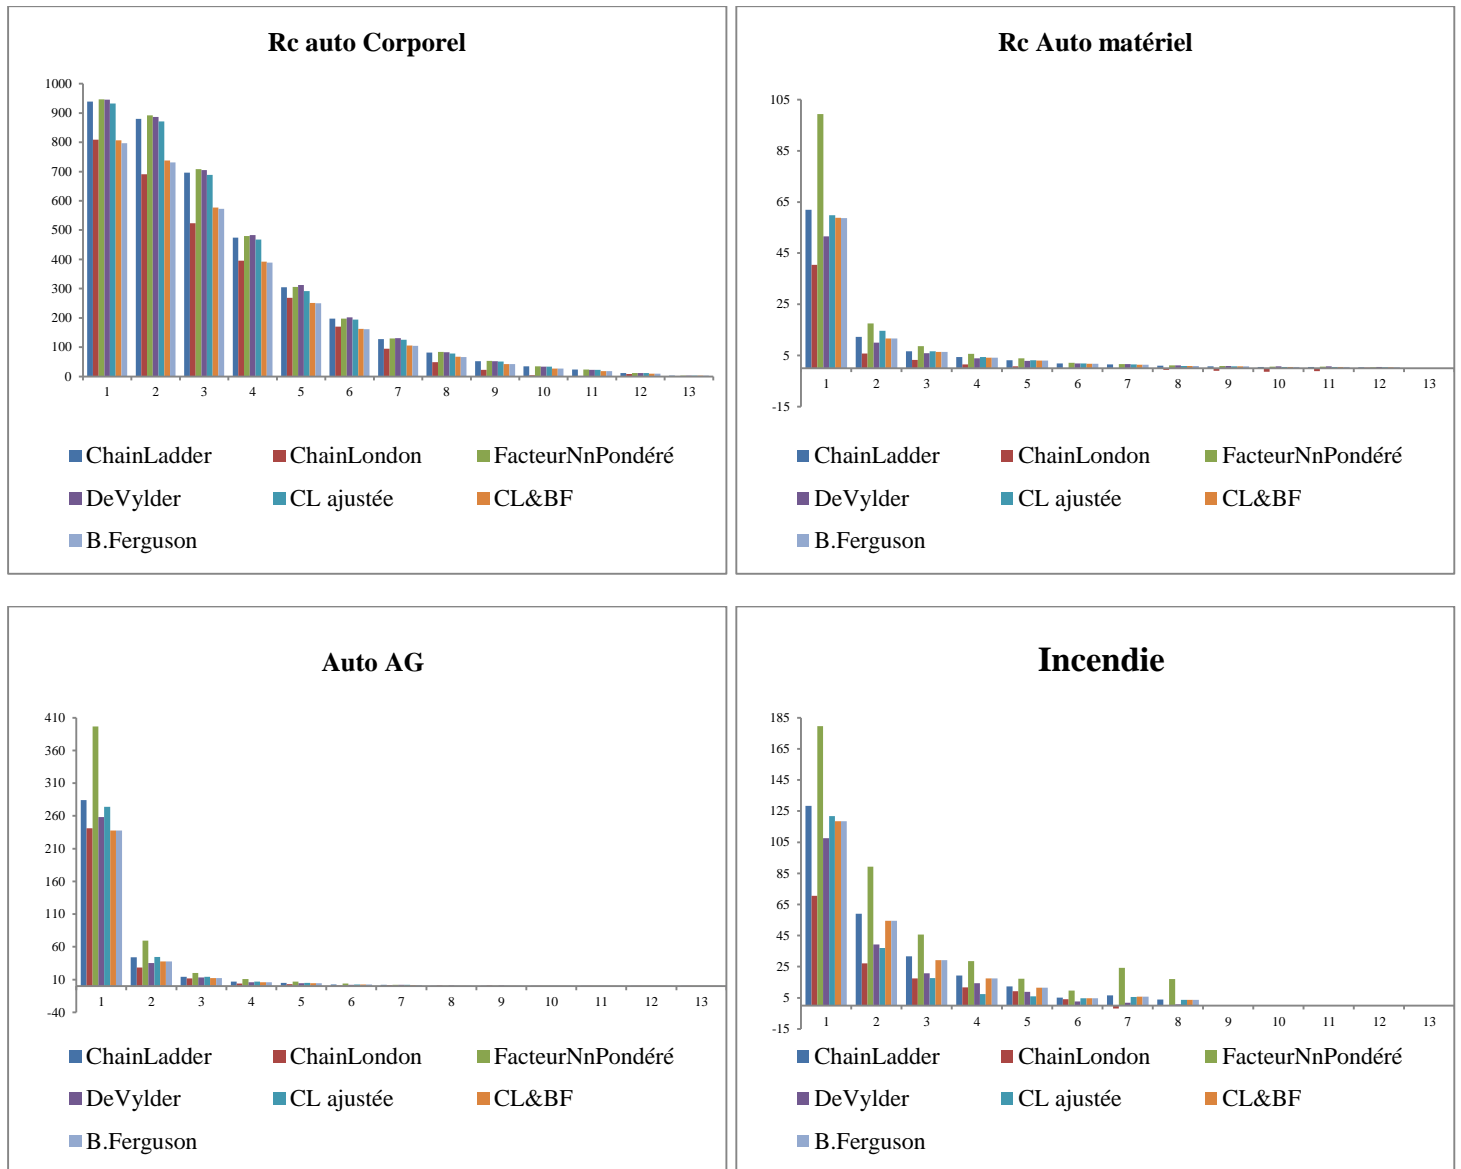 Rc auto Corporel
1000
900
800
700
600
500
400
300
200
100
0
1 2 3 4 5 6 7 8 9 10 11 12 13
ChainLadder ChainLondon FacteurNnPondéré
DeVylder CL ajustée CL&BF
B.Ferguson
Rc Auto matériel
105
85
65
45
25
5
-15
1 2 3 4 5 6 7 8 9 10 11 12 13
ChainLadder ChainLondon FacteurNnPondéré
DeVylder CL ajustée CL&BF
B.Ferguson
Auto AG
410
360
310
260
210
160
110
60
10
-40
1 2 3 4 5 6 7 8 9 10 11 12 13
ChainLadder ChainLondon FacteurNnPondéré
DeVylder CL ajustée CL&BF
B.Ferguson
Incendie
185
165
145
125
105
85
65
45
25
5
-15
1 2 3 4 5 6 7 8 9 10 11 12 13
ChainLadder ChainLondon FacteurNnPondéré
DeVylder CL ajustée CL&BF
B.Ferguson